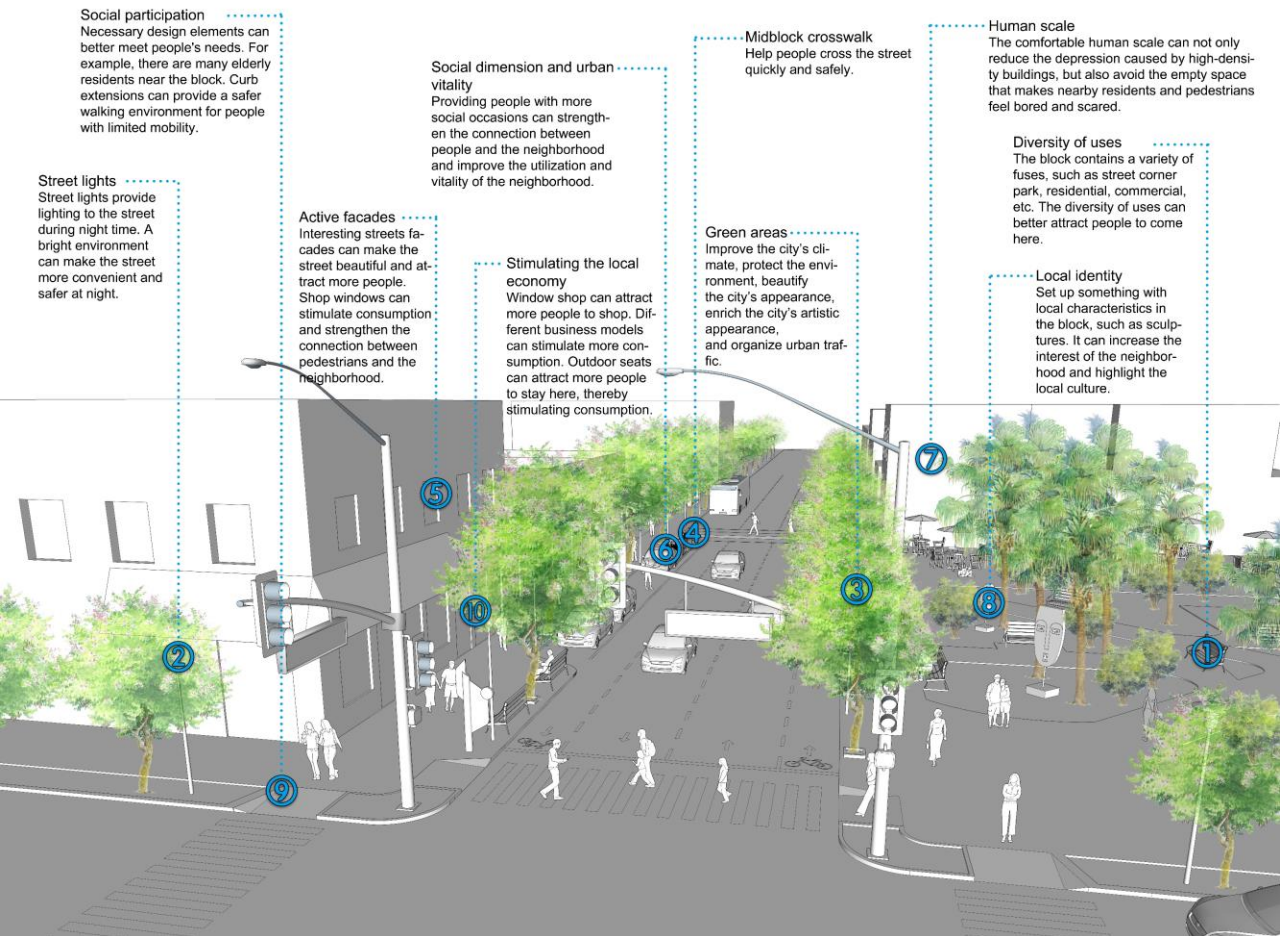 Social participation
Necessary design elements can
better meet people's needs. For
example, there are many elderly
residents near the block. Curb
extensions can provide a safer
walking environment for people
with limited mobility.
Street lights
Street lights provide
lighting to the street
during night time. A
bright environment
can make the street
more convenient and
safer at night.
Active facades
Interesting streets fa-
cades can make the
street beautiful and at-
tract more people.
Shop windows can
stimulate consumption
and strengthen the
connection between
pedestrians and the
neighborhood.
Social dimension and urban
vitality
Providing people with more
social occasions can strength-
en the connection between
people and the neighborhood
and improve the utilization and
vitality of the neighborhood.
Stimulating the local
economy
Window shop can attract
more people to shop. Dif-
ferent business models
can stimulate more con-
sumption. Outdoor seats
can attract more people
to stay here, thereby
stimulating consumption.
Midblock crosswalk
Help people cross the street
quickly and safely.
Green areas
Improve the city's cli-
mate, protect the envi-
ronment, beautify
the city's appearance,
enrich the city's artistic
appearance,
and organize urban traf-
fic.
Human scale
The comfortable human scale can not only
reduce the depression caused by high-densi-
ty buildings, but also avoid the empty space
that makes nearby residents and pedestrians
feel bored and scared.
Diversity of uses
The block contains a variety of
fuses, such as street corner
park, residential, commercial,
etc. The diversity of uses can
better attract people to come
here.
Local identity
Set up something with
local characteristics in
the block, such as sculp-
tures. It can increase the
interest of the neighbor-
hood and highlight the
local culture.
7
5
4
6
3
8
10
2
1
9